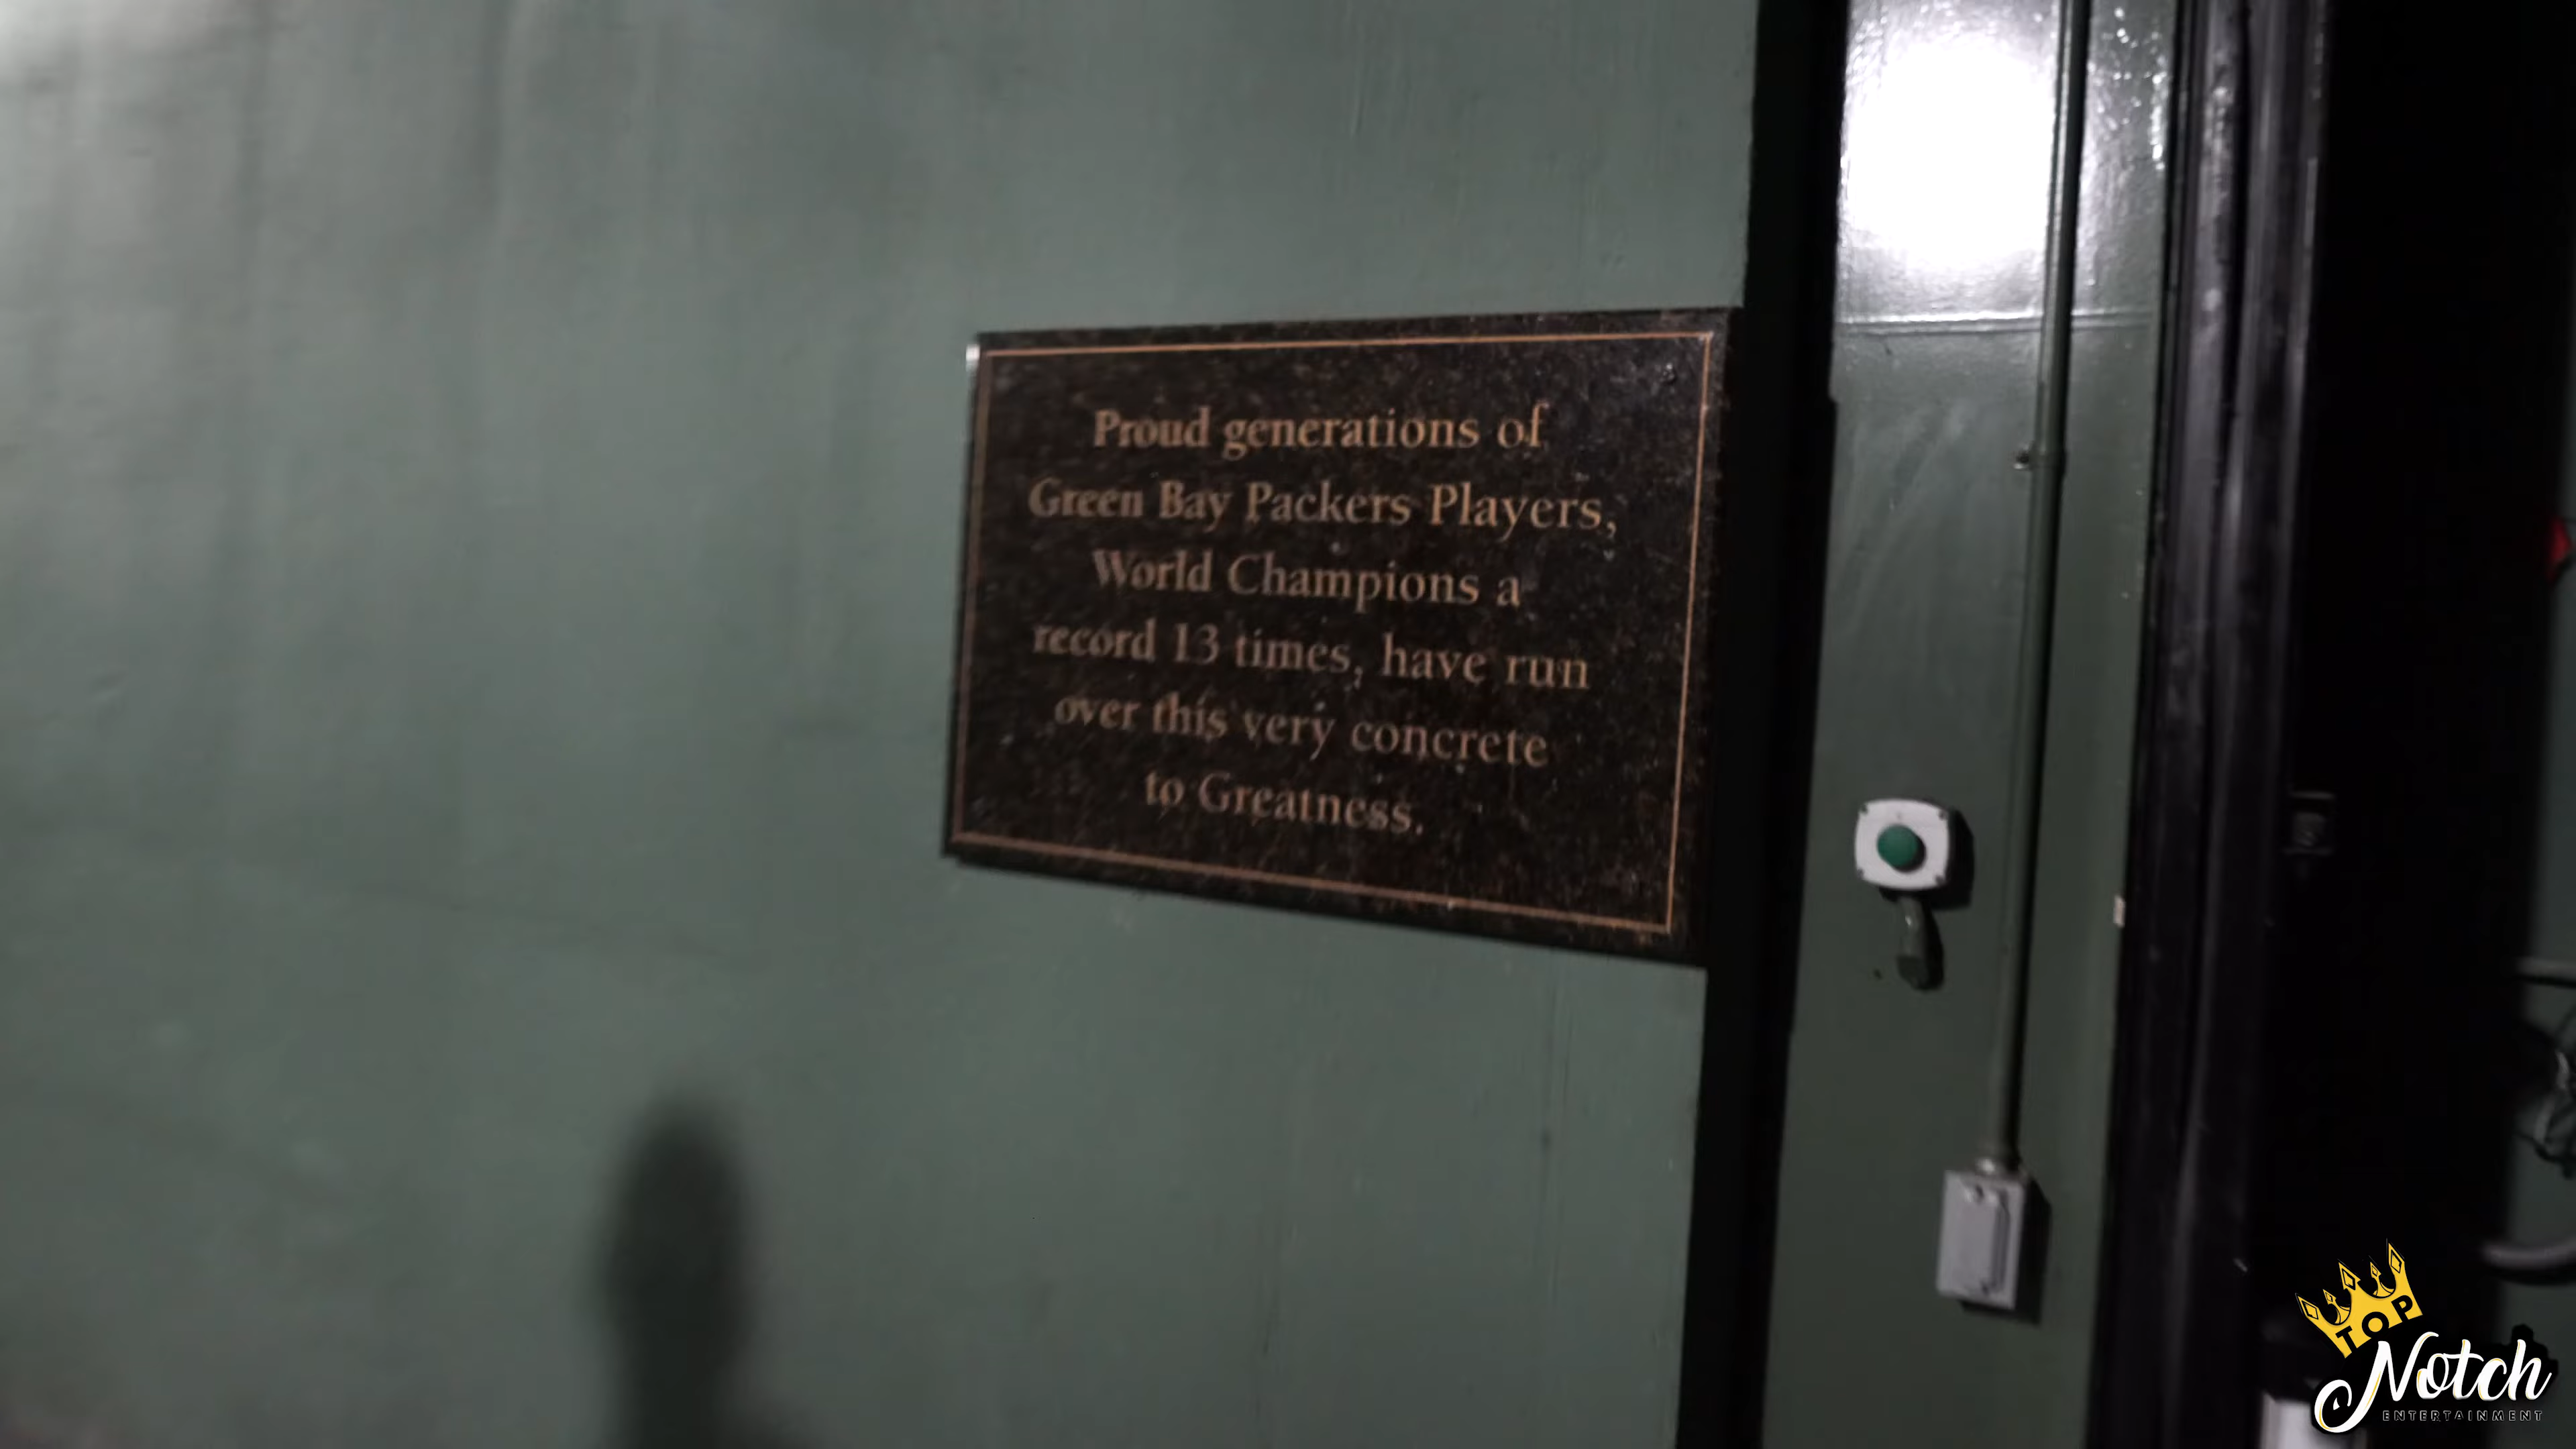 Proud generations of
Green Bay Packers Players,
World Champions a
record 13 times, have run
over this very concrete
to Greatness.
TOP
Notch
ENTERTAINMENT